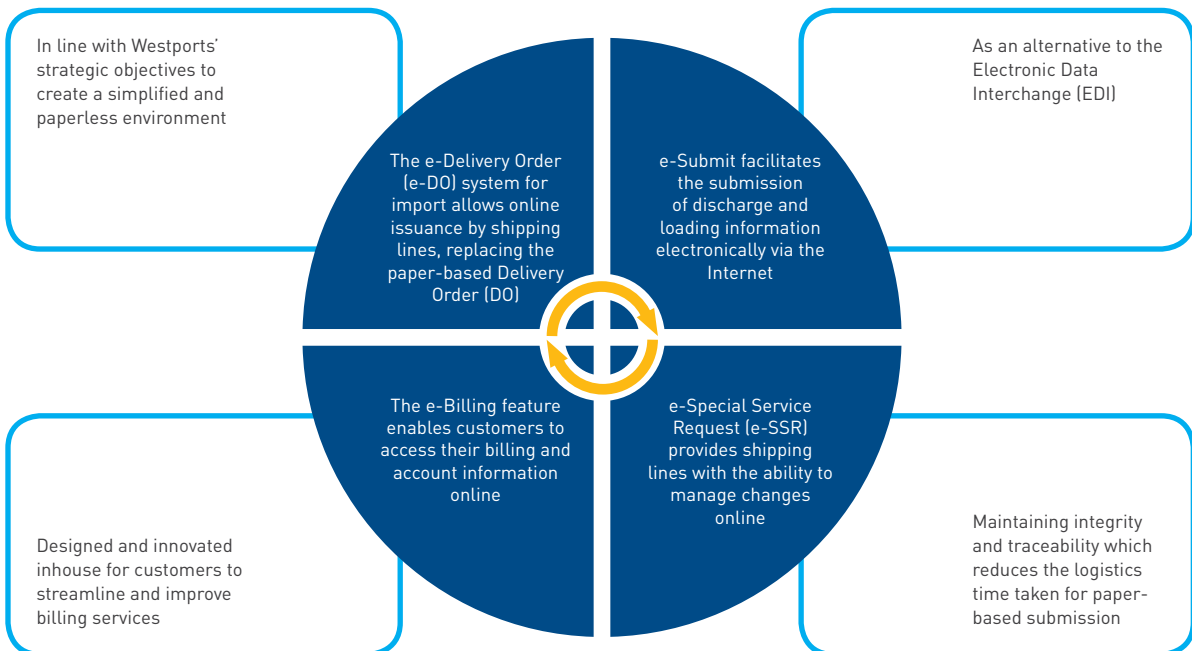 In line with Westports’
strategic objectives to
create a simplified and
paperless environment
The e-Delivery Order
(e-DO) system for
import allows online
issuance by shipping
lines, replacing the
paper-based Delivery
Order (DO)
e-Submit facilitates
the submission
of discharge and
loading information
electronically via the
Internet
As an alternative to the
Electronic Data
Interchange (EDI)
Designed and innovated
inhouse for customers to
streamline and improve
billing services
The e-Billing feature
enables customers to
access their billing and
account information
online
e-Special Service
Request (e-SSR)
provides shipping
lines with the ability to
manage changes
online
Maintaining integrity
and traceability which
reduces the logistics
time taken for paper-
based submission